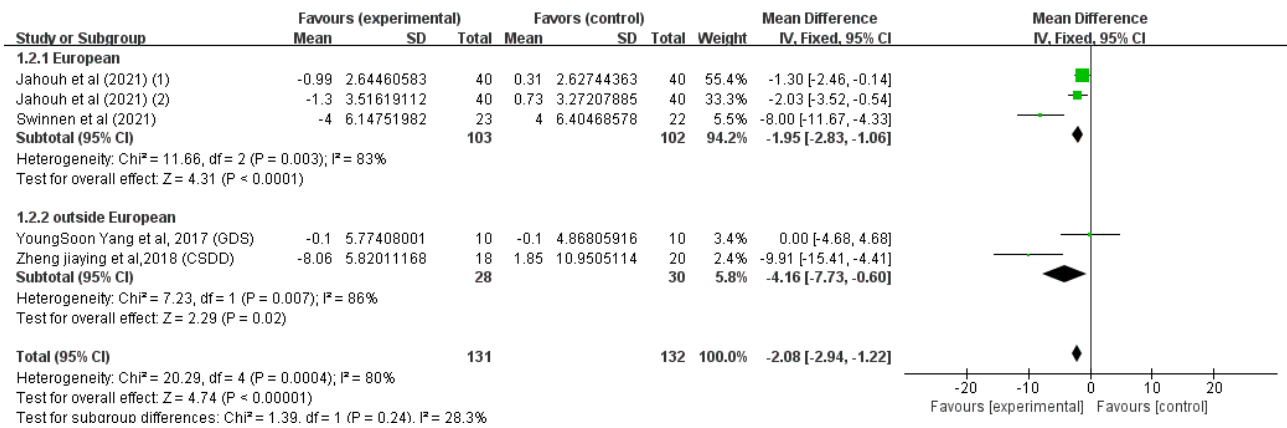 Favours (experimental) Favors (control) Mean Difference Mean Difference
Study or Subgroup Mean SD Total Mean SD Total Weight IV, Fixed, 95% CI IV, Fixed, 95% CI
1.2.1 European
Jahouh et al (2021) (1) -0.99 2.64460583 40 0.31 2.62744363 40 55.4% -1.30 [-2.46, -0.14]
Jahouh et al (2021) (2) -1.3 3.51619112 40 0.73 3.27207885 40 33.3% -2.03 [-3.52, -0.54]
Swinnen et al (2021) -4 6.14751982 23 4 6.40468578 22 5.5% -8.00 [-11.67, -4.33]
Subtotal (95% CI) 103 102 94.2% -1.95 [-2.83, -1.06]
Heterogeneity: Chi² = 11.66, df = 2 (P = 0.003); I² = 83%
Test for overall effect: Z = 4.31 (P < 0.0001)
1.2.2 outside European
YoungSoon Yang et al, 2017 (GDS) -0.1 5.77408001 10 -0.1 4.86805916 10 3.4% 0.00 [-4.68, 4.68]
Zheng jiaying et al,2018 (CSDD) -8.06 5.82011168 18 1.85 10.9505114 20 2.4% -9.91 [-15.41, -4.41]
Subtotal (95% CI) 28 30 5.8% -4.16 [-7.73, -0.60]
Heterogeneity: Chi² = 7.23, df = 1 (P = 0.007); I² = 86%
Test for overall effect: Z = 2.29 (P = 0.02)
Total (95% CI) 131 132 100.0% -2.08 [-2.94, -1.22]
Heterogeneity: Chi² = 20.29, df = 4 (P = 0.0004); I² = 80%
Test for overall effect: Z = 4.74 (P < 0.00001)
Test for subgroup differences: Chi² = 1.39, df = 1 (P = 0.24), I² = 28.3%
-20 -10 0 10 20
Favours [experimental] Favours [control]